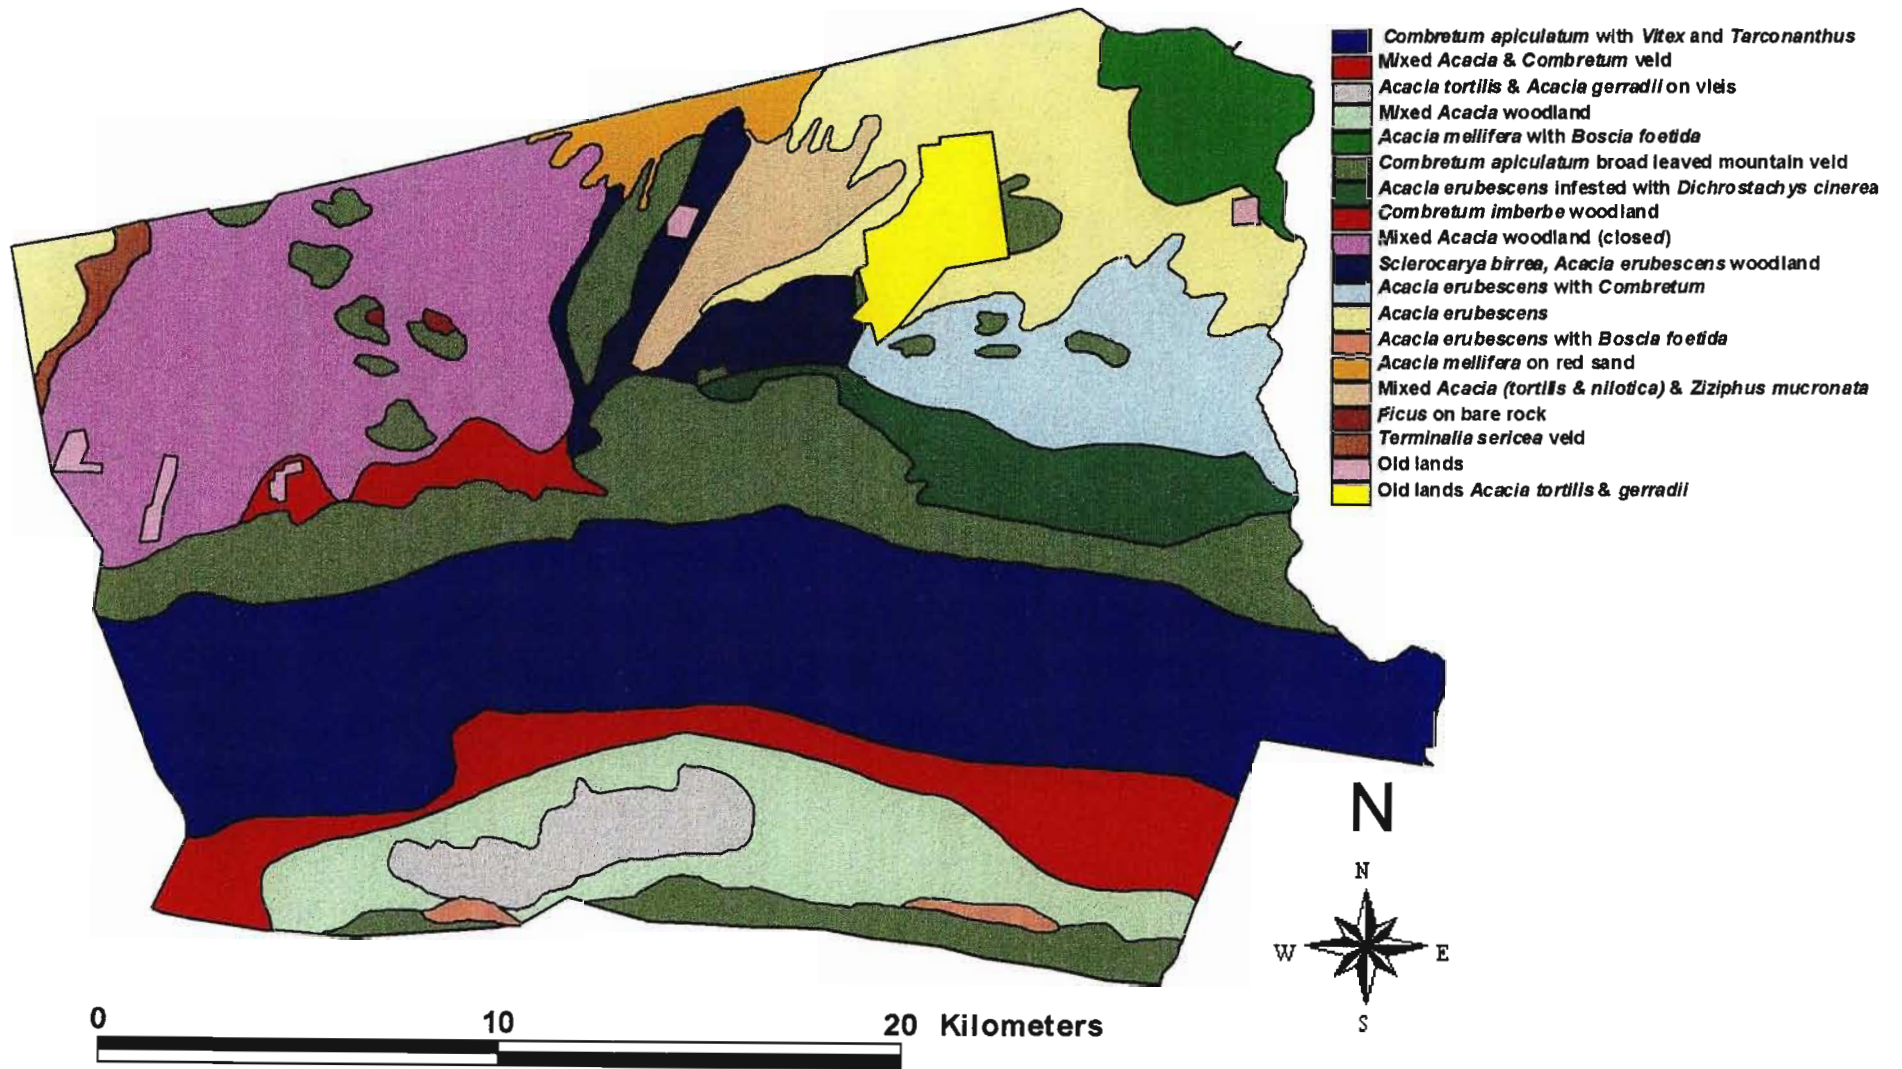 Combretum apiculatum with Vitex and Tarconanthus
Mixed Acacia & Combretum veld
Acacia tortilis & Acacia gerradii on vleis
Mixed Acacia woodland
Acacia mellifera with Boscia foetida
Combretum apiculatum broad leaved mountain veld
Acacia erubescens infested with Dichrostachys cinerea
Combretum imberbe woodland
Mixed Acacia woodland (closed)
Sclerocarya birrea, Acacia erubescens woodland
Acacia erubescens with Combretum
Acacia erubescens
Acacia erubescens with Boscia foetida
Acacia mellifera on red sand
Mixed Acacia (tortilis & nilotica) & Ziziphus mucronata
Ficus on bare rock
Terminalia sericea veld
Old lands
Old lands Acacia tortilis & gerradii
N
N
W E
S
0 10 20 Kilometers